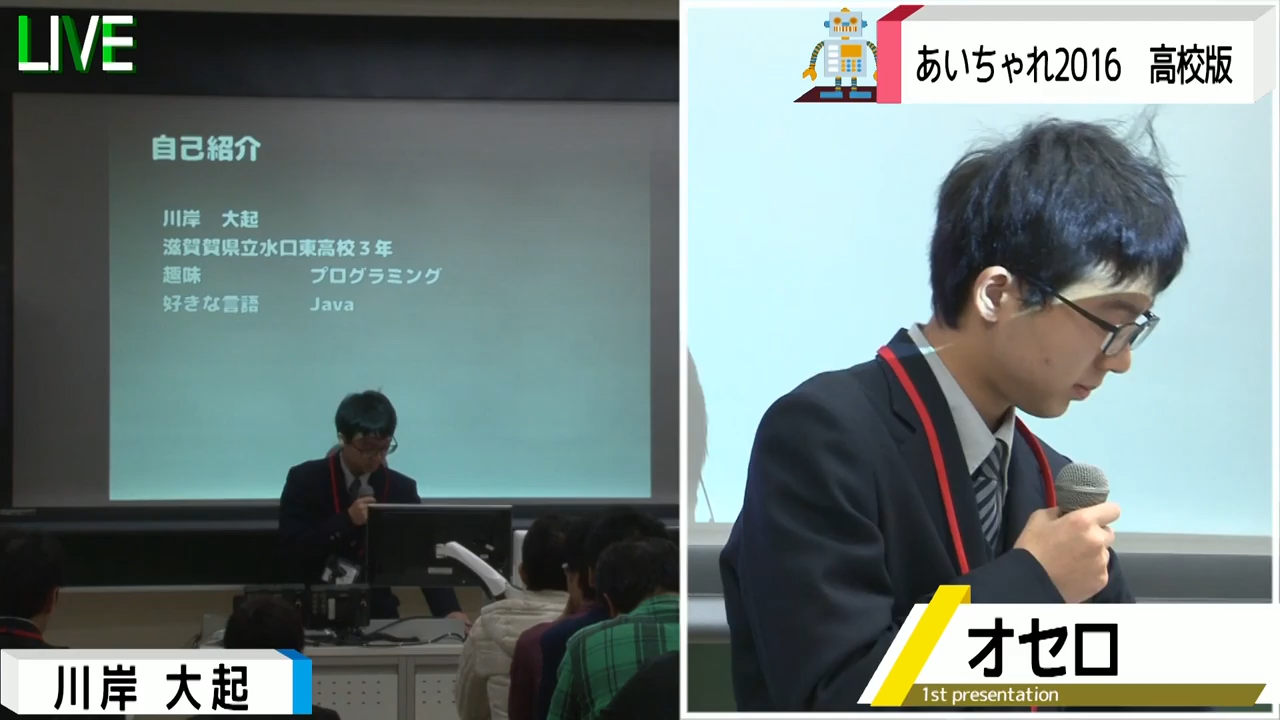 LIVE
あいちゃれ2016 高校版
自己紹介
川岸 大起
滋賀賀県立水口東高校3年
趣味 プログラミング
好きな言語 Java
川岸 大起
オセロ
1st presentation